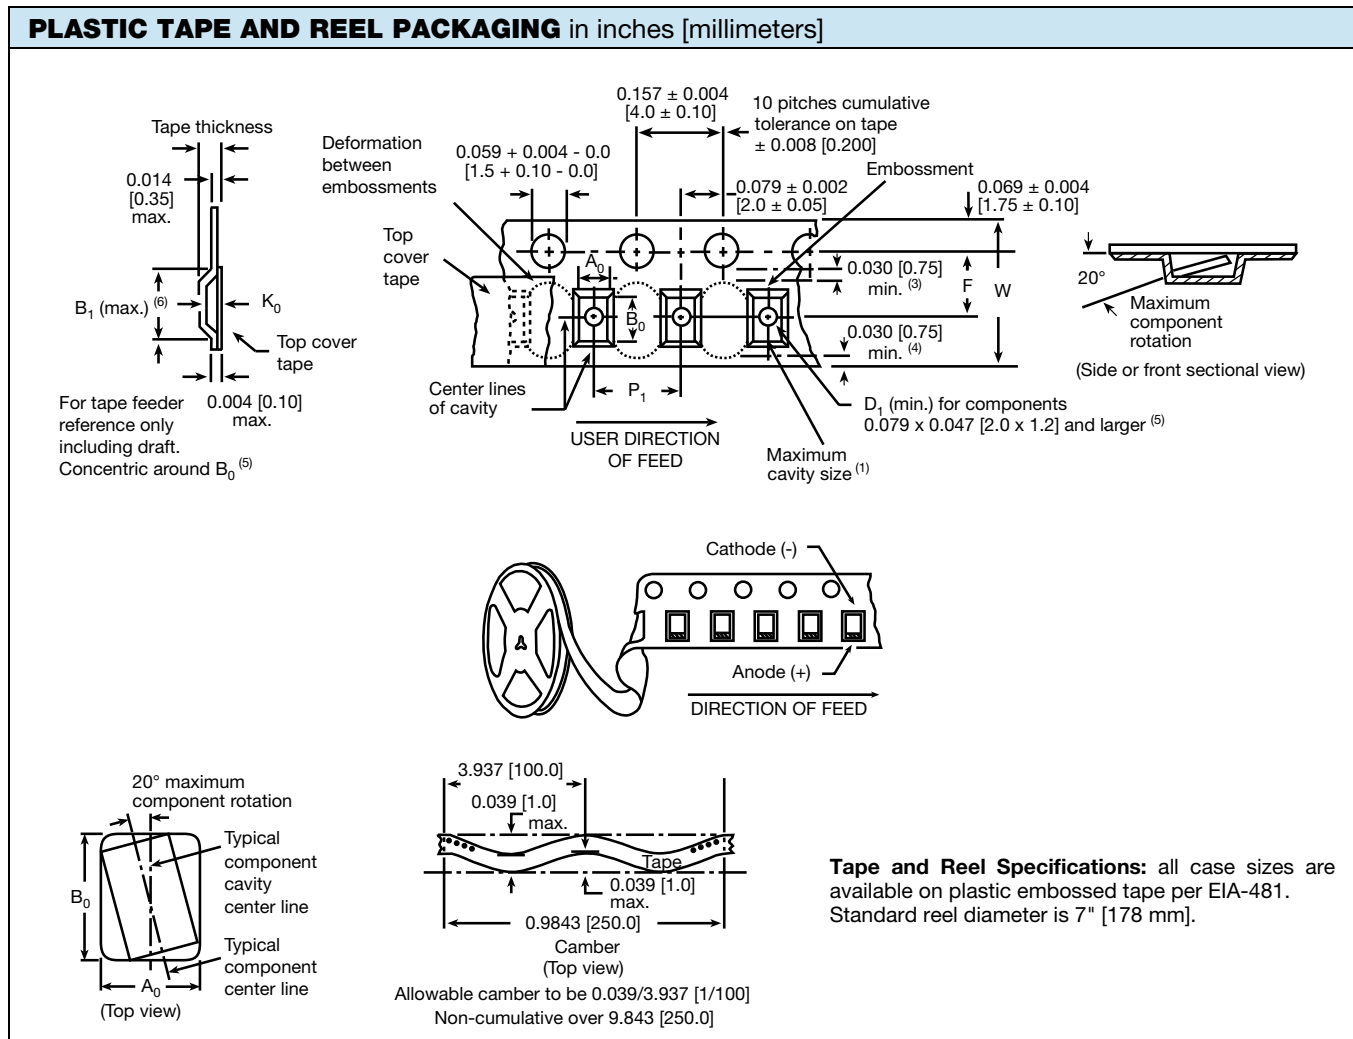 PLASTIC TAPE AND REEL PACKAGING in inches [millimeters]
Tape thickness
0.014
[0.35]
max.
B1 (max.) (6)
K0
Top cover
tape
For tape feeder
reference only
including draft.
Concentric around B0 (5)
0.004 [0.10]
max.
Deformation
between
embossments
Top
cover
tape
0.059 + 0.004 - 0.0
[1.5 + 0.10 - 0.0]
0.157 ± 0.004
[4.0 ± 0.10]
10 pitches cumulative
tolerance on tape
± 0.008 [0.200]
Embossment
0.079 ± 0.002
[2.0 ± 0.05]
0.069 ± 0.004
[1.75 ± 0.10]
A0
B0
0.030 [0.75]
min. (3)
F
W
0.030 [0.75]
min. (4)
20°
Maximum
component
rotation
(Side or front sectional view)
Center lines
of cavity
P1
USER DIRECTION
OF FEED
D1 (min.) for components
0.079 x 0.047 [2.0 x 1.2] and larger (5)
Maximum
cavity size (1)
Cathode (-)
Anode (+)
DIRECTION OF FEED
20° maximum
component rotation
Typical
component
cavity
center line
B0
Typical
component
center line
A0
(Top view)
3.937 [100.0]
0.039 [1.0]
max.
Tape
0.039 [1.0]
max.
0.9843 [250.0]
Camber
(Top view)
Allowable camber to be 0.039/3.937 [1/100]
Non-cumulative over 9.843 [250.0]
Tape and Reel Specifications: all case sizes are
available on plastic embossed tape per EIA-481.
Standard reel diameter is 7" [178 mm].